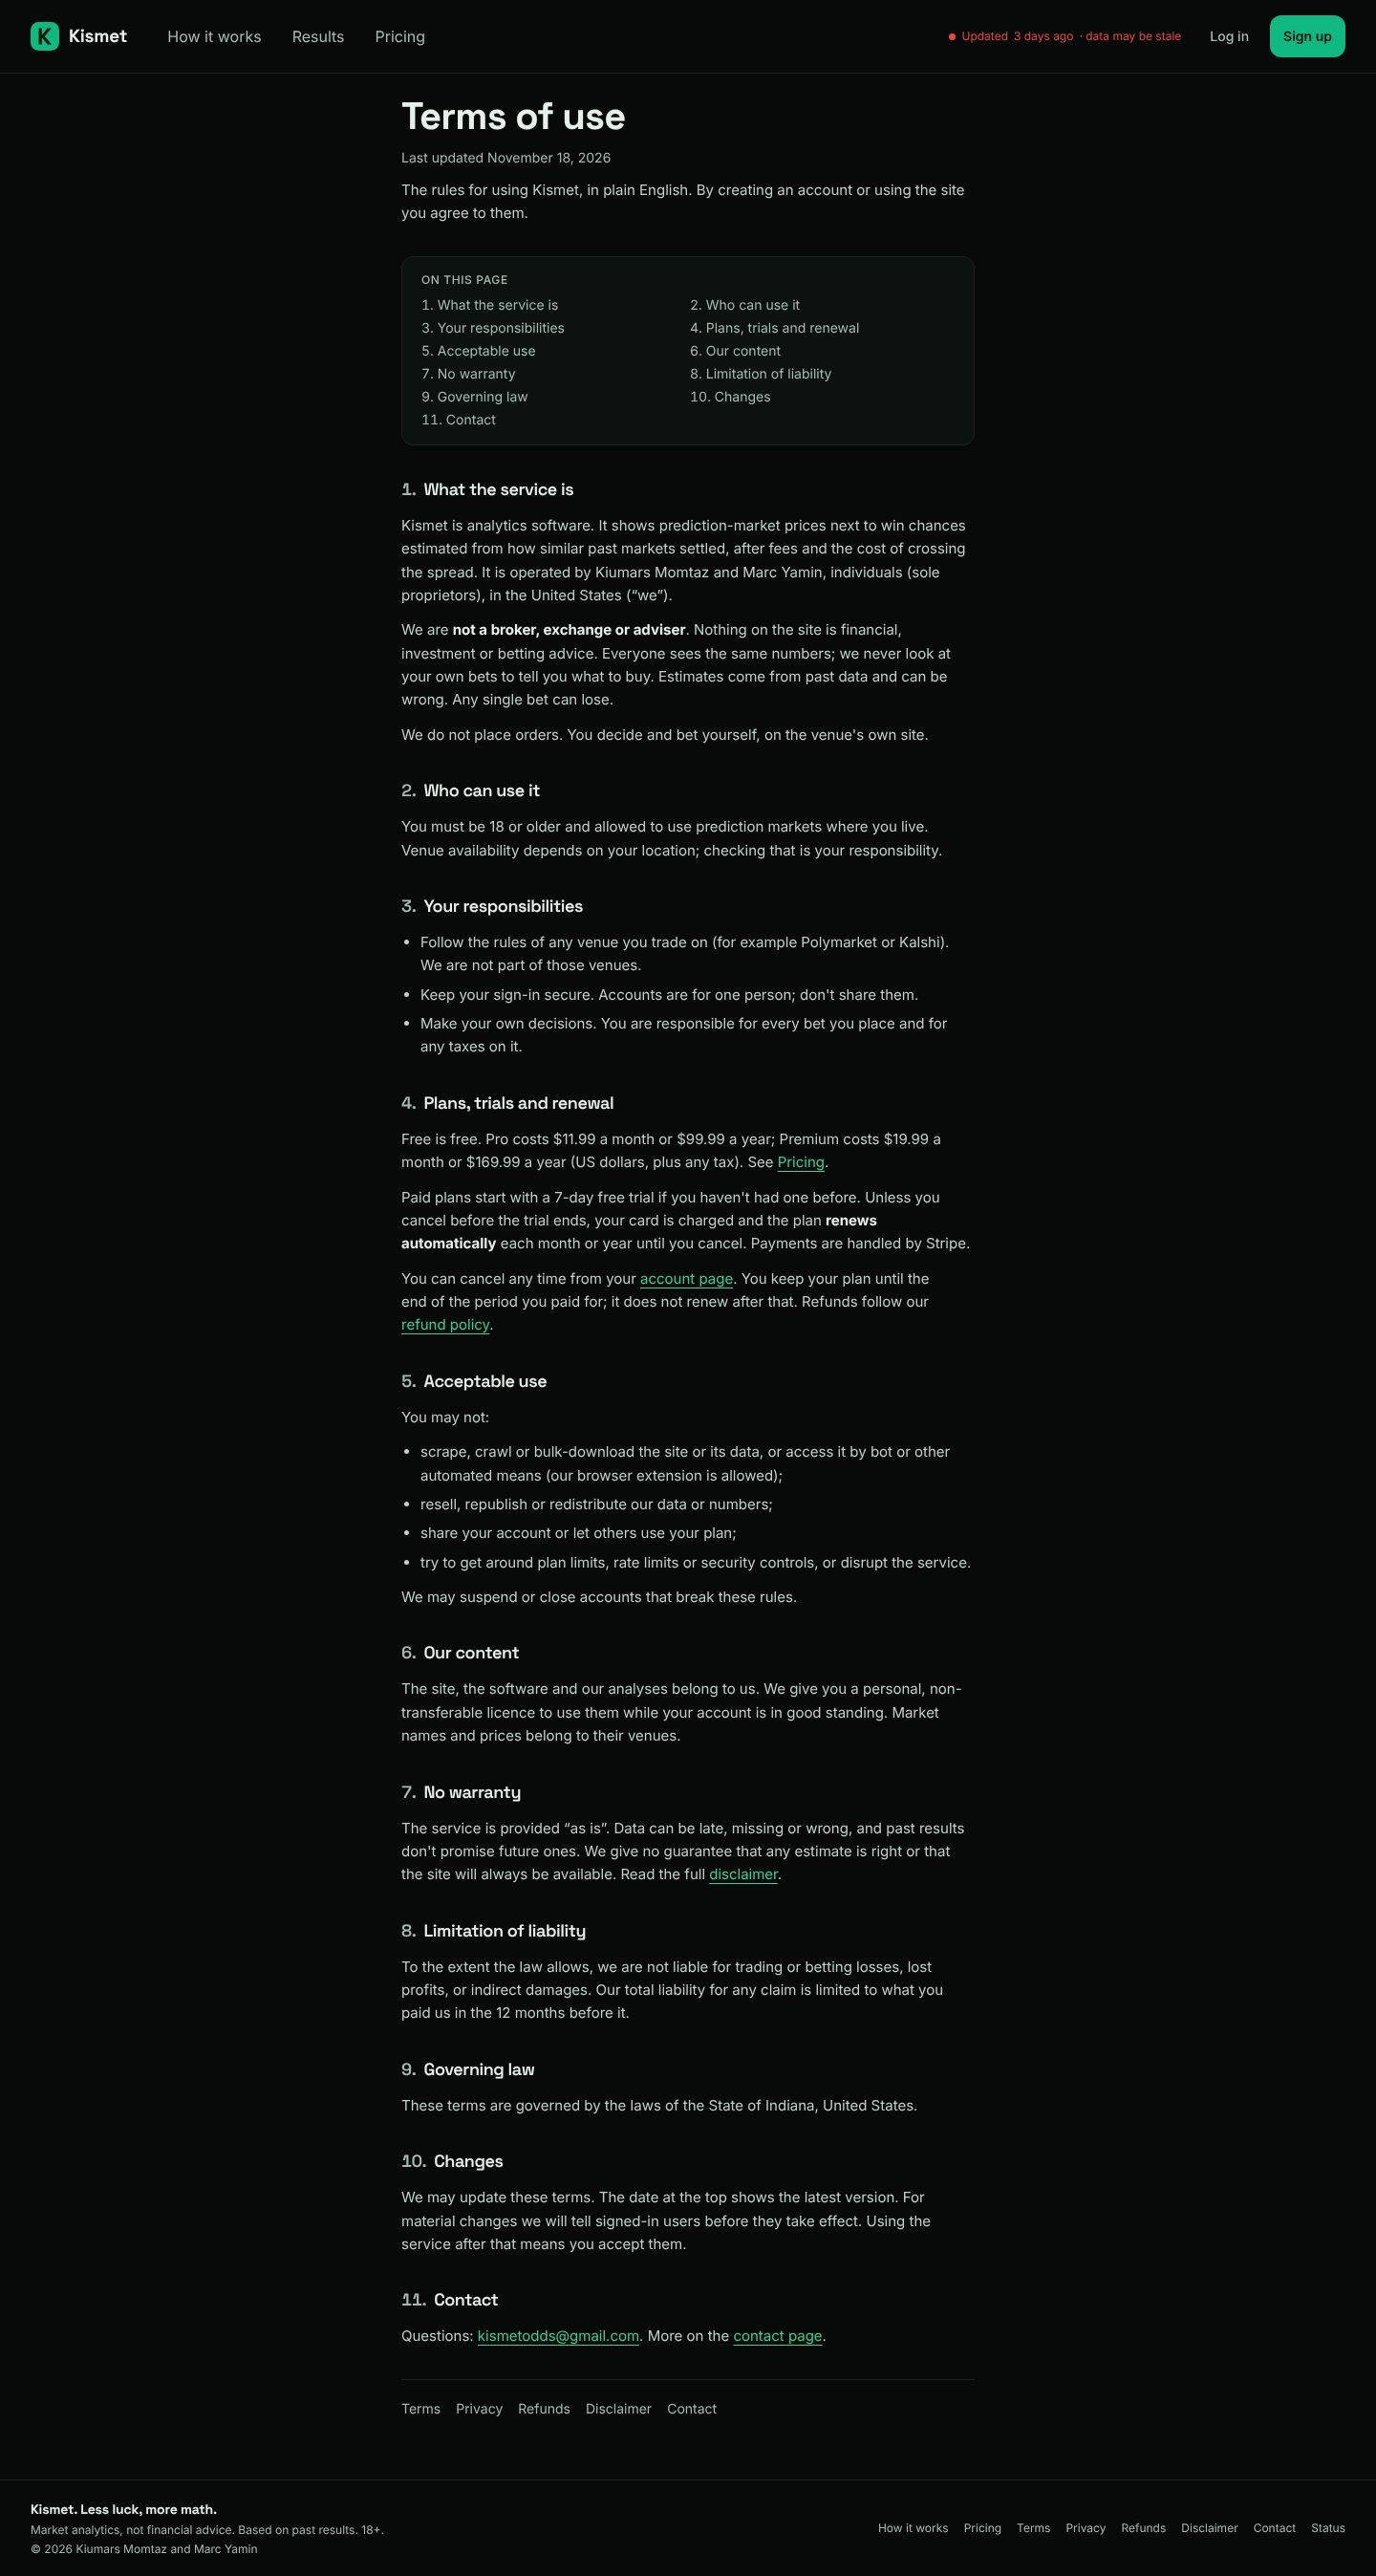 Kismet
How it works
Results
Pricing
Updated 3 days ago · data may be stale
Log in
Sign up
Terms of use
Last updated November 18, 2026
The rules for using Kismet, in plain English. By creating an account or using the site
you agree to them.
ON THIS PAGE
1. What the service is
2. Who can use it
3. Your responsibilities
4. Plans, trials and renewal
5. Acceptable use
6. Our content
7. No warranty
8. Limitation of liability
9. Governing law
10. Changes
11. Contact
1. What the service is
Kismet is analytics software. It shows prediction-market prices next to win chances
estimated from how similar past markets settled, after fees and the cost of crossing
the spread. It is operated by Kiumars Momtaz and Marc Yamin, individuals (sole
proprietors), in the United States (“we”).
We are not a broker, exchange or adviser. Nothing on the site is financial,
investment or betting advice. Everyone sees the same numbers; we never look at
your own bets to tell you what to buy. Estimates come from past data and can be
wrong. Any single bet can lose.
We do not place orders. You decide and bet yourself, on the venue's own site.
2. Who can use it
You must be 18 or older and allowed to use prediction markets where you live.
Venue availability depends on your location; checking that is your responsibility.
3. Your responsibilities
• Follow the rules of any venue you trade on (for example Polymarket or Kalshi).
We are not part of those venues.
• Keep your sign-in secure. Accounts are for one person; don't share them.
• Make your own decisions. You are responsible for every bet you place and for
any taxes on it.
4. Plans, trials and renewal
Free is free. Pro costs $11.99 a month or $99.99 a year; Premium costs $19.99 a
month or $169.99 a year (US dollars, plus any tax). See Pricing.
Paid plans start with a 7-day free trial if you haven't had one before. Unless you
cancel before the trial ends, your card is charged and the plan renews
automatically each month or year until you cancel. Payments are handled by Stripe.
You can cancel any time from your account page. You keep your plan until the
end of the period you paid for; it does not renew after that. Refunds follow our
refund policy.
5. Acceptable use
You may not:
• scrape, crawl or bulk-download the site or its data, or access it by bot or other
automated means (our browser extension is allowed);
• resell, republish or redistribute our data or numbers;
• share your account or let others use your plan;
• try to get around plan limits, rate limits or security controls, or disrupt the service.
We may suspend or close accounts that break these rules.
6. Our content
The site, the software and our analyses belong to us. We give you a personal, non-
transferable licence to use them while your account is in good standing. Market
names and prices belong to their venues.
7. No warranty
The service is provided “as is”. Data can be late, missing or wrong, and past results
don't promise future ones. We give no guarantee that any estimate is right or that
the site will always be available. Read the full disclaimer.
8. Limitation of liability
To the extent the law allows, we are not liable for trading or betting losses, lost
profits, or indirect damages. Our total liability for any claim is limited to what you
paid us in the 12 months before it.
9. Governing law
These terms are governed by the laws of the State of Indiana, United States.
10. Changes
We may update these terms. The date at the top shows the latest version. For
material changes we will tell signed-in users before they take effect. Using the
service after that means you accept them.
11. Contact
Questions: kismetodds@gmail.com. More on the contact page.
Terms Privacy Refunds Disclaimer Contact
Kismet. Less luck, more math.
Market analytics, not financial advice. Based on past results. 18+.
© 2026 Kiumars Momtaz and Marc Yamin
How it works Pricing Terms Privacy Refunds Disclaimer Contact Status